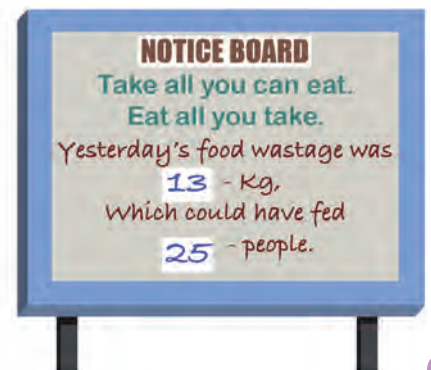 NOTICE BOARD
Take all you can eat.
Eat all you take.
Yesterday's food wastage was
13 - Kg,
Which could have fed
25 - people.